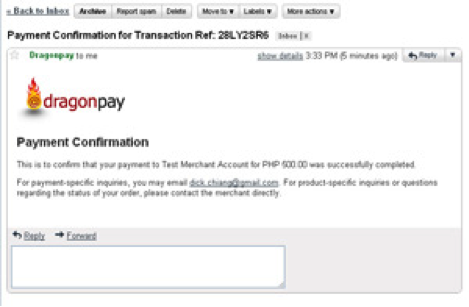 « Back to Inbox Archive Report spam Delete Move to ▾ Labels ▾ More actions ▾
Payment Confirmation for Transaction Ref: 28LY2SR6 Inbox | X
Dragonpay to me show details 3:33 PM (5 minutes ago) Reply ▾
dragonpay
Payment Confirmation
This is to confirm that your payment to Test Merchant Account for PHP 500.00 was successfully completed.
For payment-specific inquiries, you may email dick.chiang@gmail.com. For product-specific inquiries or questions
regarding the status of your order, please contact the merchant directly.
Reply Forward